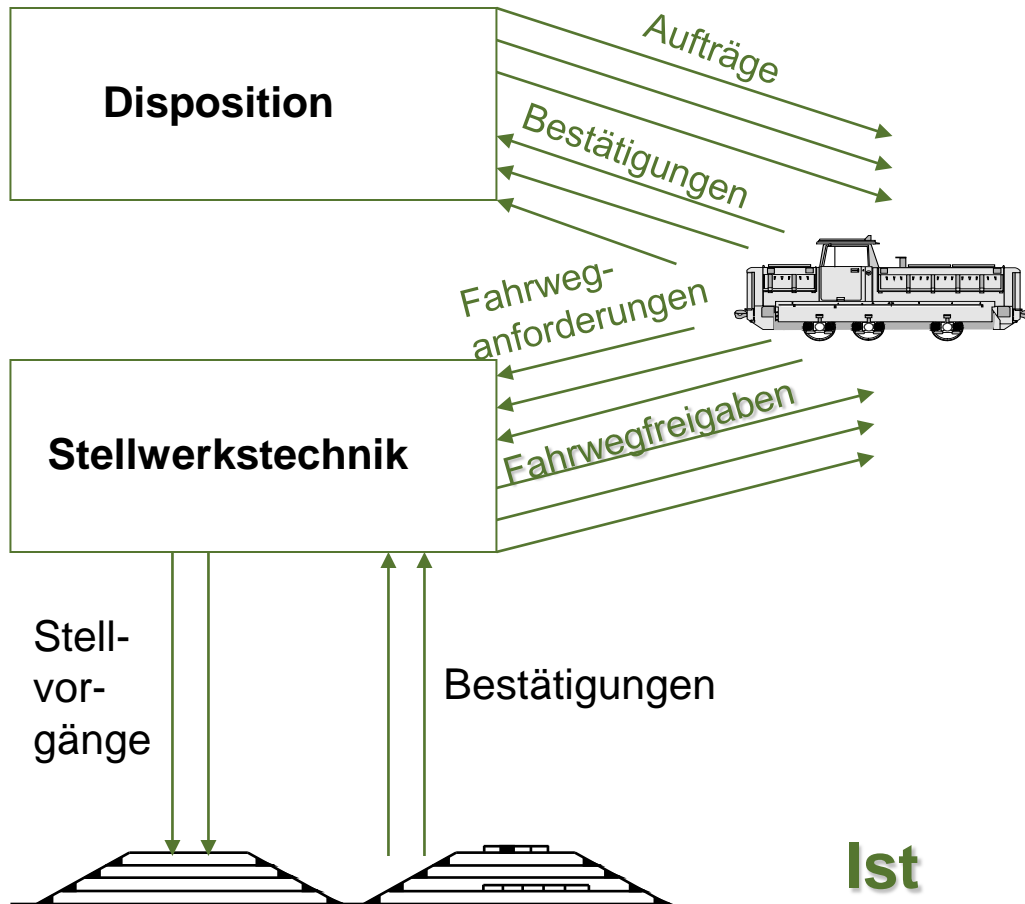 Aufträge
Disposition
Bestätigungen
Fahrweg-
anforderungen
Stellwerkstechnik
Fahrwegfreigaben
Stell-
vor-
gänge
Bestätigungen
Ist